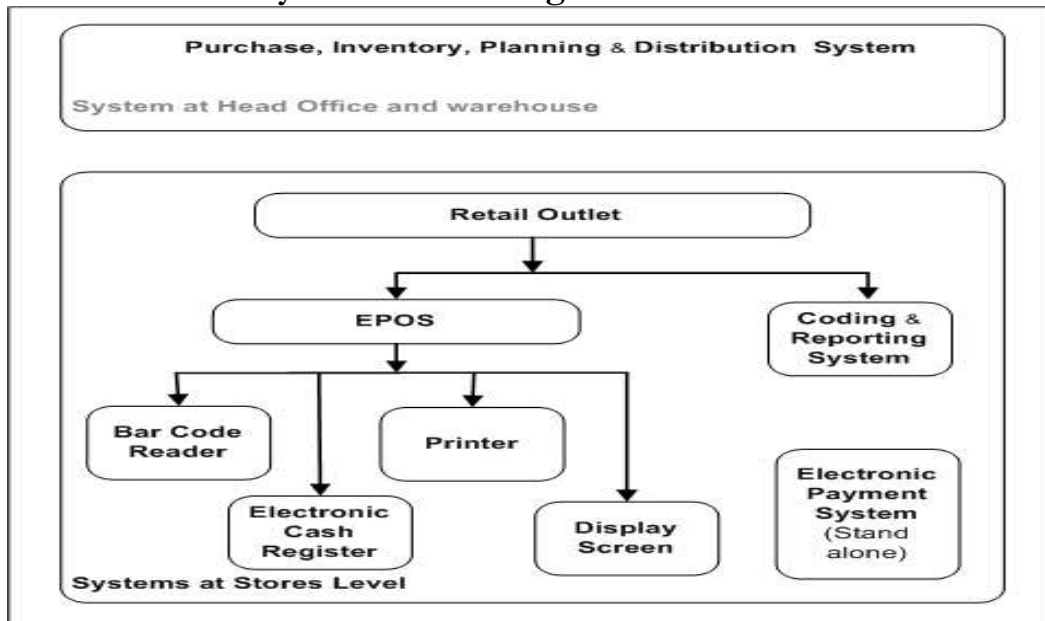 Purchase, Inventory, Planning & Distribution System
System at Head Office and warehouse
Retail Outlet
EPOS
Coding &
Reporting
System
Bar Code
Reader
Printer
Electronic
Cash
Register
Display
Screen
Electronic
Payment
System
(Stand
alone)
Systems at Stores Level